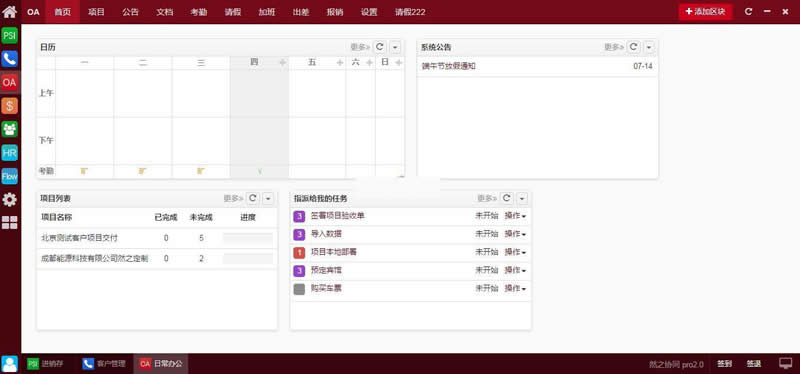 OA 首页 项目 公告 文档 考勤 请假 加班 出差 报销 设置 请假222 添加区块
PSI
OA
$
HR
Flow
日历 更多»
一 二 三 四 五 六 日
上午
下午
考勤
系统公告 更多»
端午节放假通知 07-14
项目列表 更多»
项目名称 已完成 未完成 进度
北京测试客户项目交付 0 5
成都能源科技有限公司然之定制 0 2
指派给我的任务 更多»
3 签署项目验收单 未开始 操作
3 导入数据 未开始 操作
1 项目本地部署 未开始 操作
3 预定宾馆 未开始 操作
购买车票 未开始 操作
PSI 进销存 客户管理 OA 日常办公 然之协同 pro2.0 签到 签退